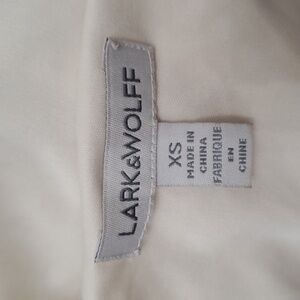 LARK&WOLFF
XS
MADE IN
CHINA
FABRIQUE
EN
CHINE